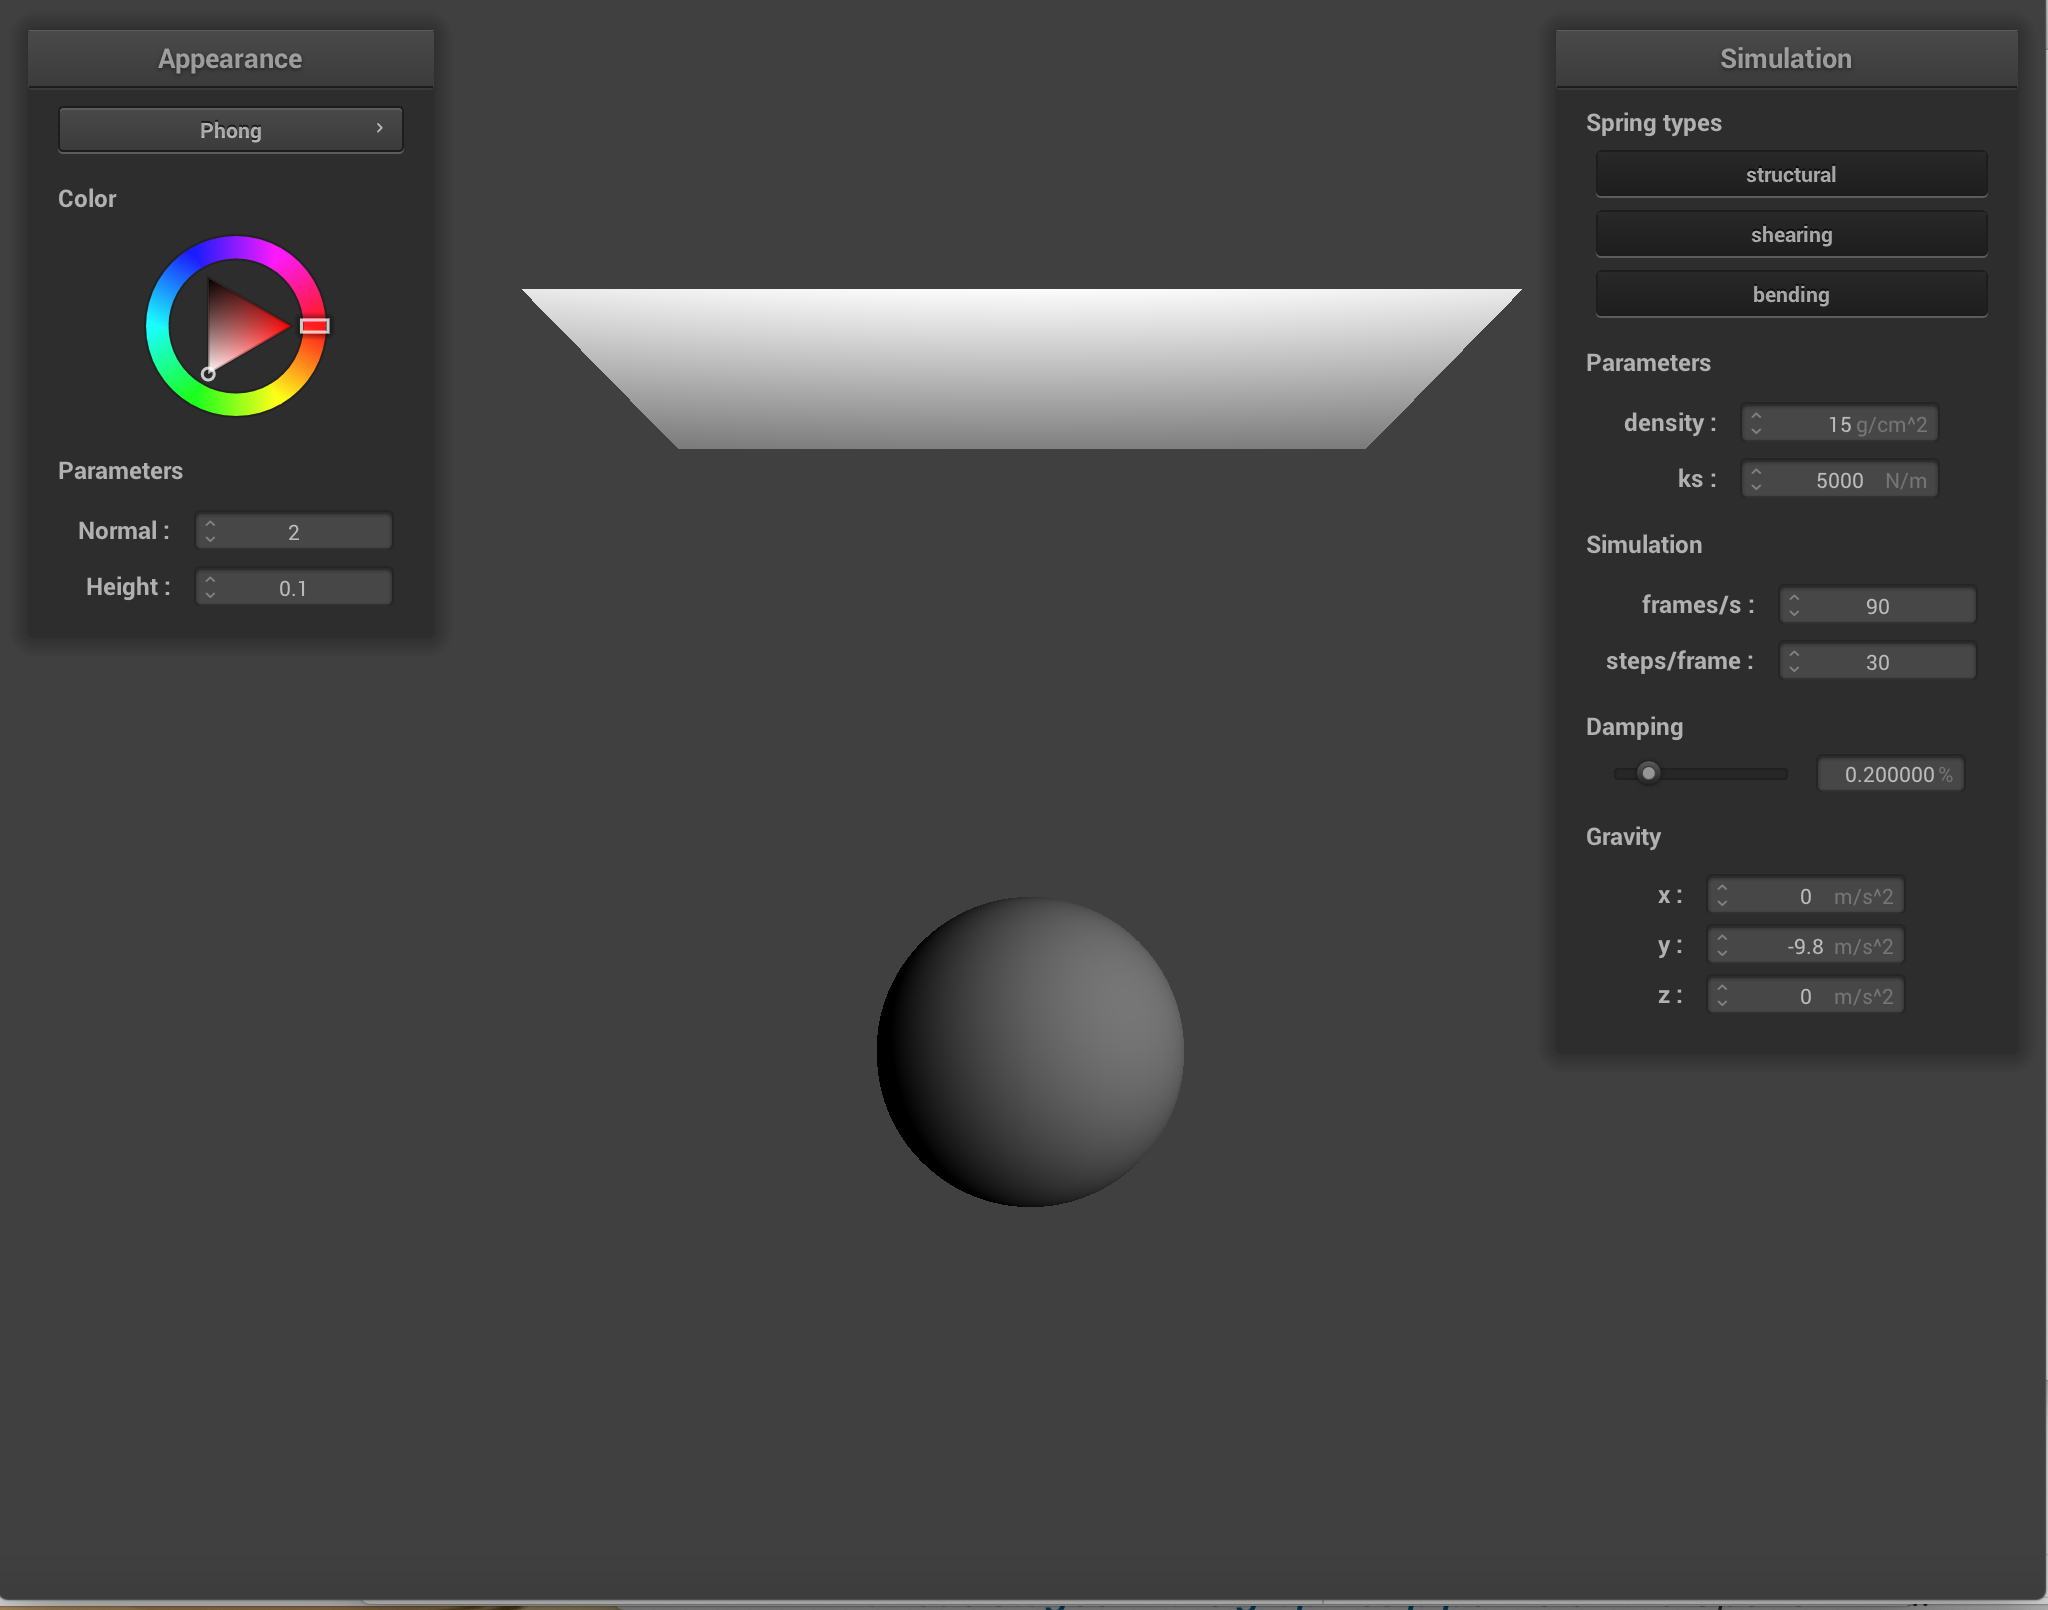 Appearance
Phong
Color
Parameters
Normal : 2
Height : 0.1
Simulation
Spring types
structural
shearing
bending
Parameters
density : 15 g/cm^2
ks : 5000 N/m
Simulation
frames/s : 90
steps/frame : 30
Damping
0.200000 %
Gravity
x : 0 m/s^2
y : -9.8 m/s^2
z : 0 m/s^2